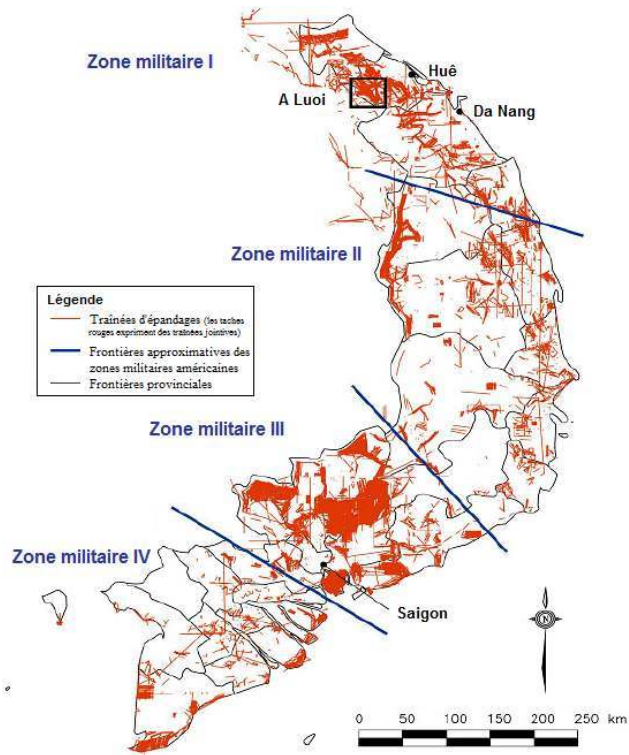 Zone militaire I
Huê
A Luoi
Da Nang
Zone militaire II
Légende
Traînées d'épandages (les taches
rouges expriment des traînées jointives)
Frontières approximatives des
zones militaires américaines
Frontières provinciales
Zone militaire III
Zone militaire IV
Saigon
N
0 50 100 150 200 250 km